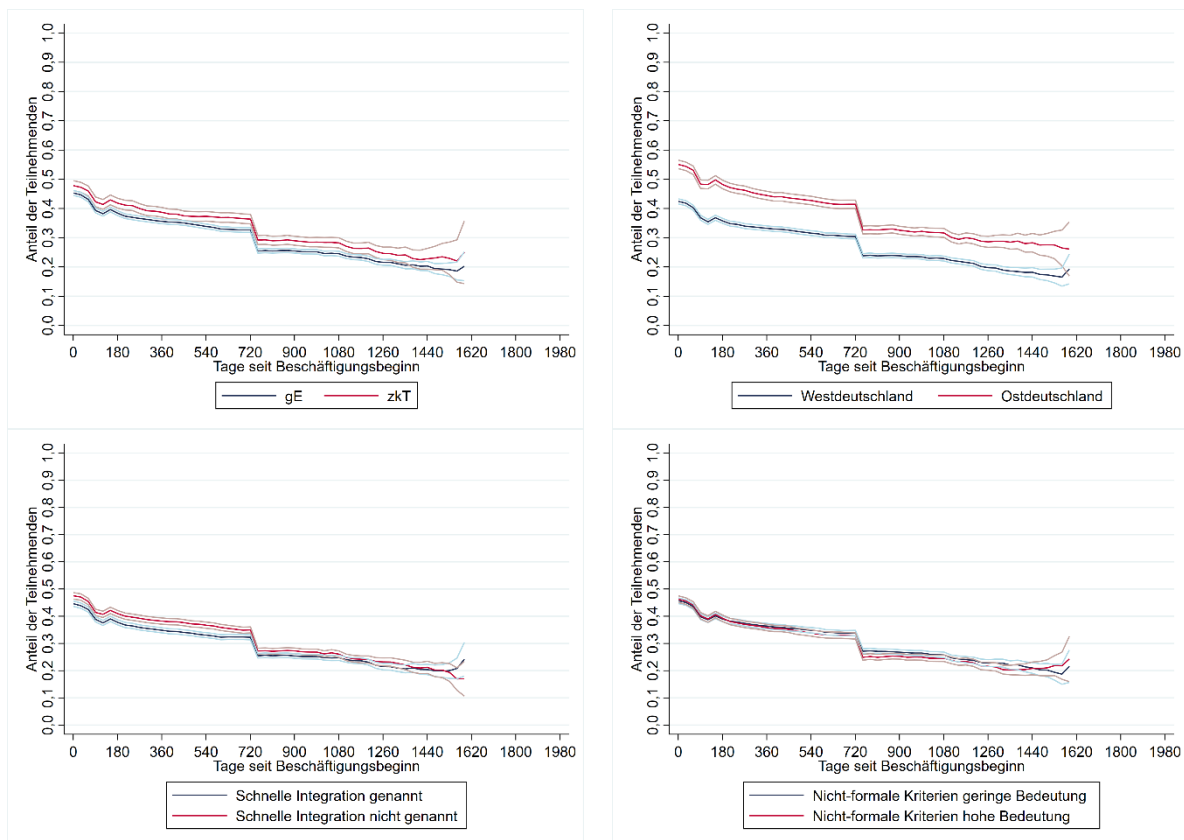 Anteil der Teilnehmenden
1,0
0,9
0,8
0,7
0,6
0,5
0,4
0,3
0,2
0,1
0,0
0 180 360 540 720 900 1080 1260 1440 1620 1800 1980
Tage seit Beschäftigungsbeginn
gE zkT
Anteil der Teilnehmenden
1,0
0,9
0,8
0,7
0,6
0,5
0,4
0,3
0,2
0,1
0,0
0 180 360 540 720 900 1080 1260 1440 1620 1800 1980
Tage seit Beschäftigungsbeginn
Westdeutschland Ostdeutschland
Anteil der Teilnehmenden
1,0
0,9
0,8
0,7
0,6
0,5
0,4
0,3
0,2
0,1
0,0
0 180 360 540 720 900 1080 1260 1440 1620 1800 1980
Tage seit Beschäftigungsbeginn
Schnelle Integration genannt
Schnelle Integration nicht genannt
Anteil der Teilnehmenden
1,0
0,9
0,8
0,7
0,6
0,5
0,4
0,3
0,2
0,1
0,0
0 180 360 540 720 900 1080 1260 1440 1620 1800 1980
Tage seit Beschäftigungsbeginn
Nicht-formale Kriterien geringe Bedeutung
Nicht-formale Kriterien hohe Bedeutung